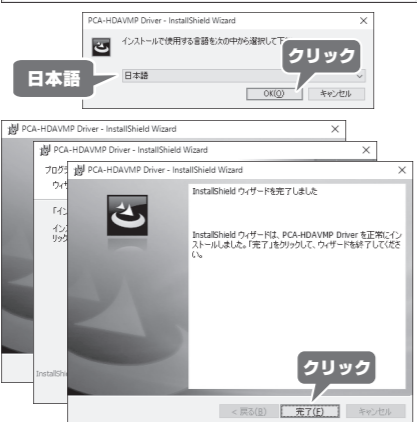 PCA-HDAVMP Driver - InstallShield Wizard
インストールで使用する言語を次の中から選択して下
クリック
日本語
日本語
OK(O)
キャンセル
PCA-HDAVMP Driver - InstallShield Wizard
PCA-HDAVMP Driver - InstallShield Wizard
プログラ
ウィサ
「イン
インス
リック
InstallShi
PCA-HDAVMP Driver - InstallShield Wizard
InstallShield ウィザードを完了しました
InstallShield ウィザードは、PCA-HDAVMP Driver を正常にイン
ストールしました。「完了」をクリックして、ウィザードを終了してくださ
い。
クリック
< 戻る(B)
完了(F)
キャンセル